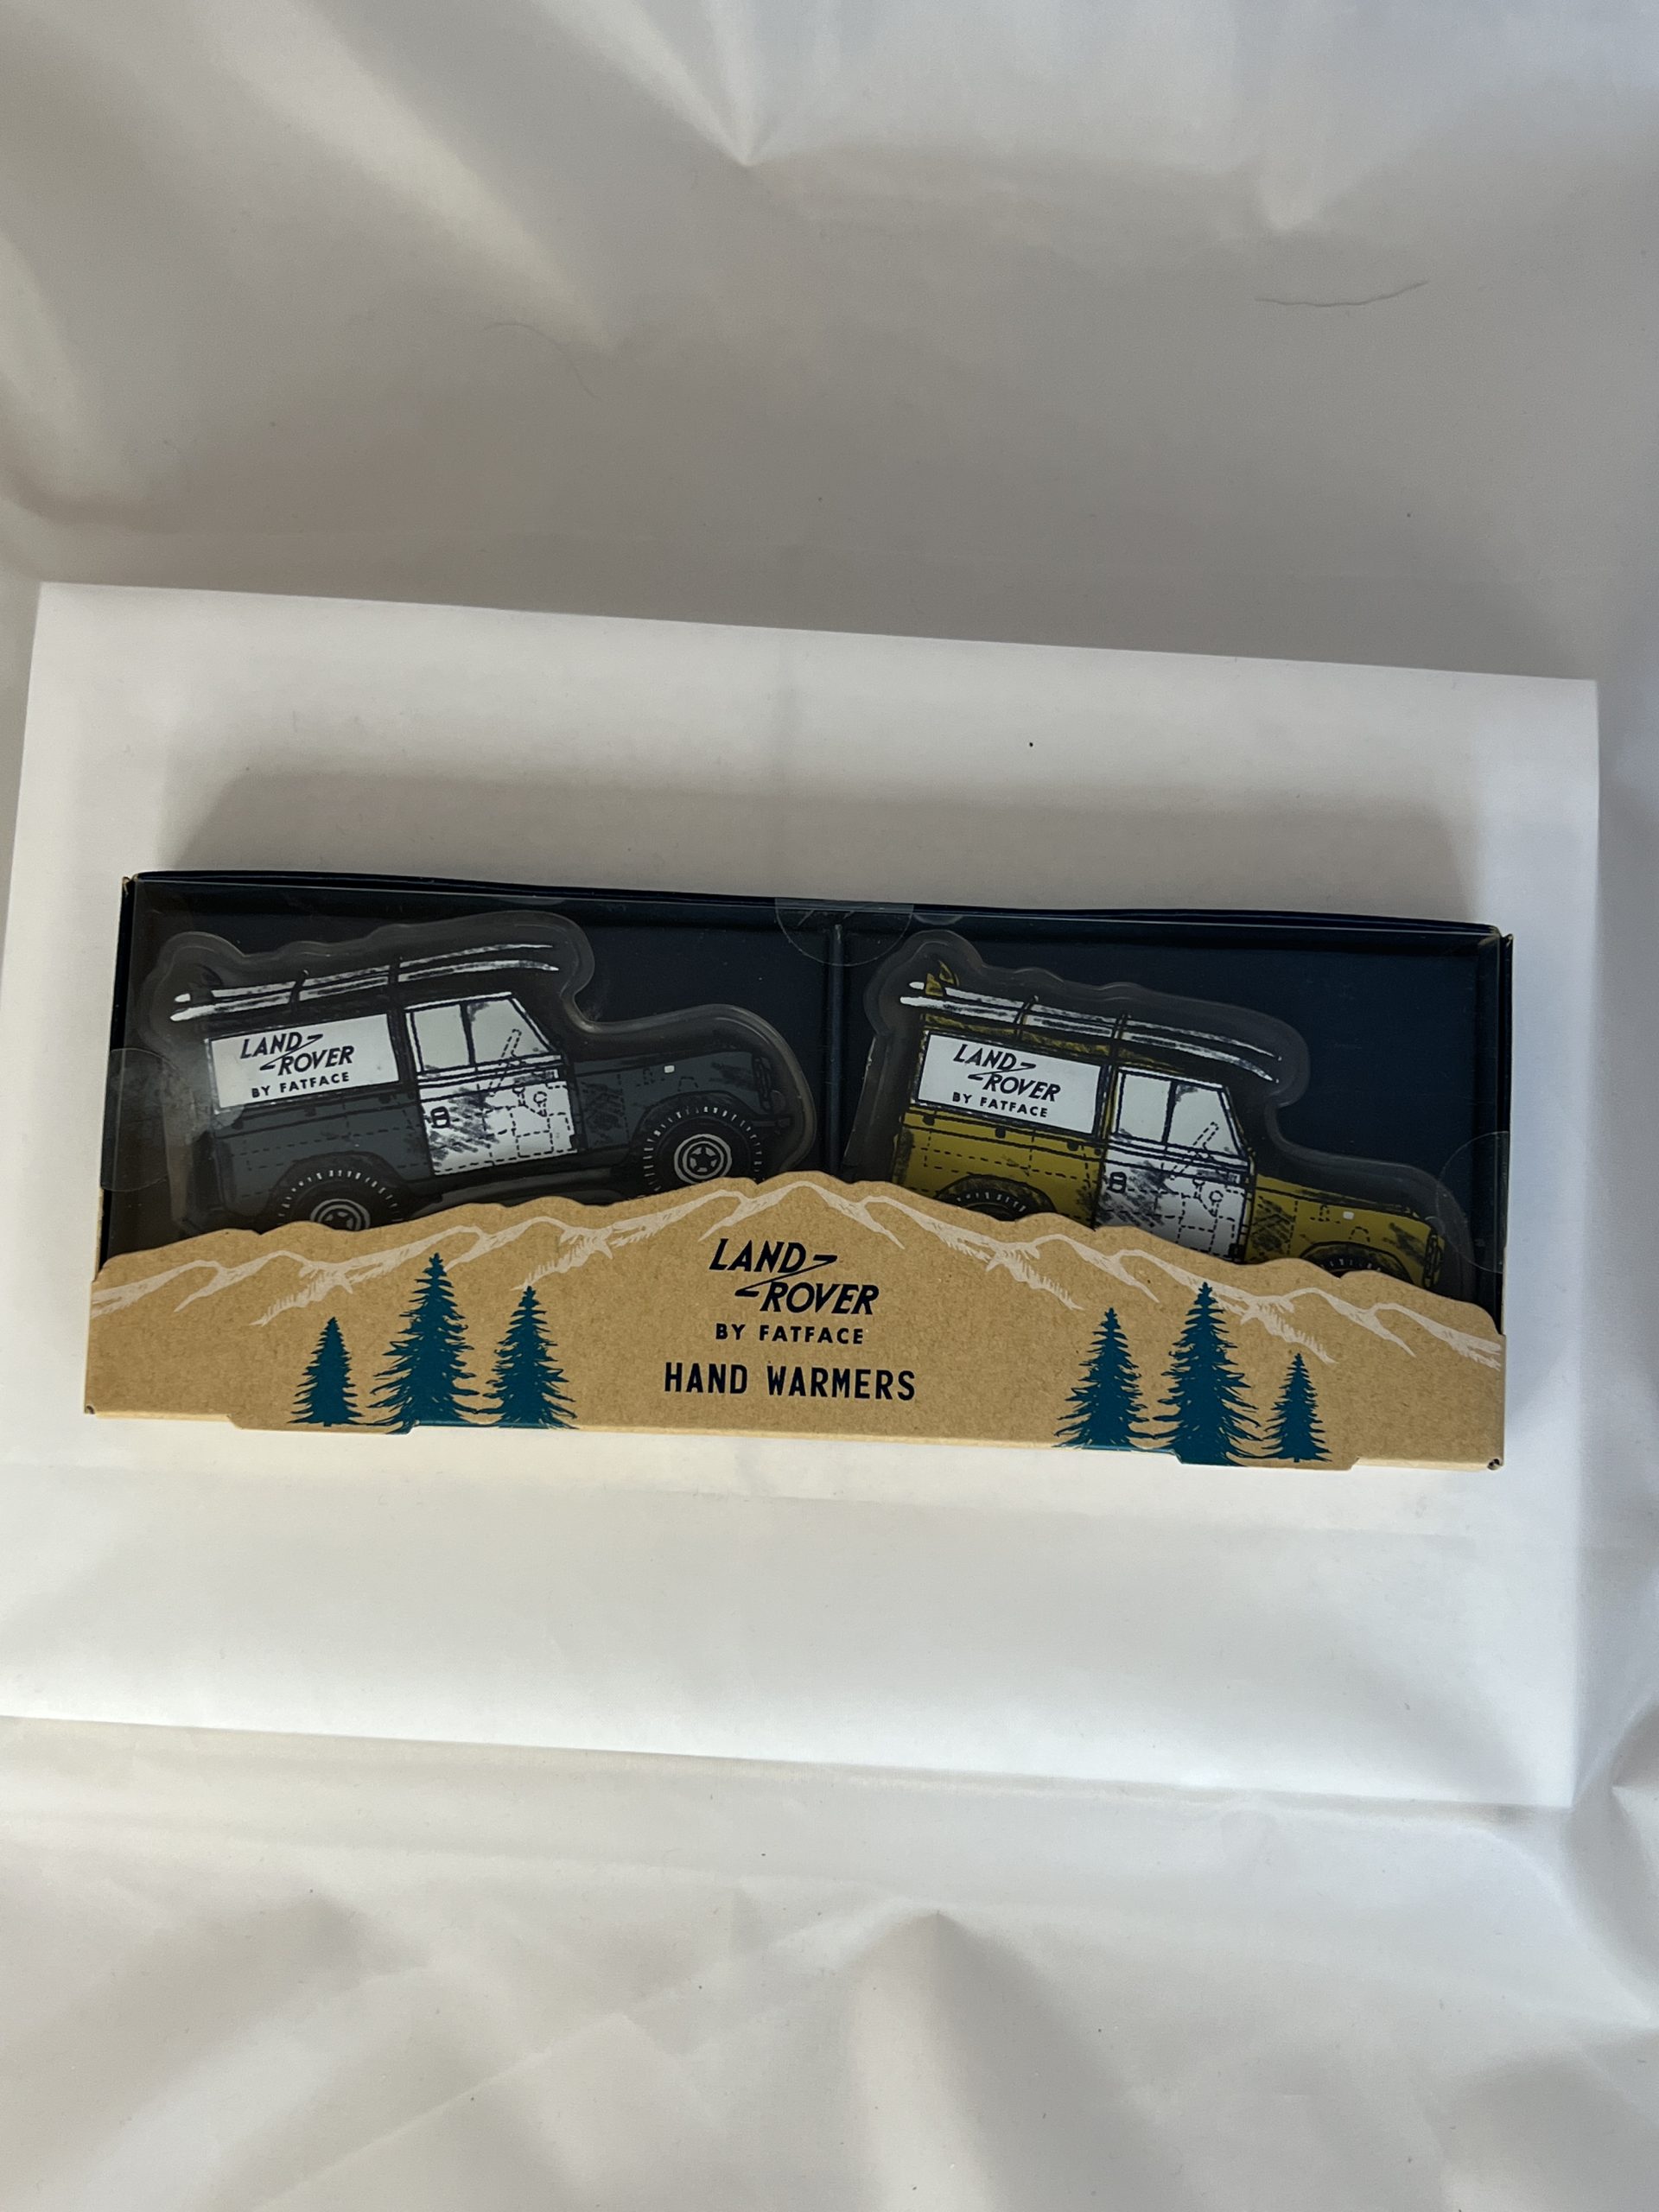 LAND
ROVER
BY FATFACE
LAND
ROVER
BY FATFACE
LAND
ROVER
BY FATFACE
HAND WARMERS